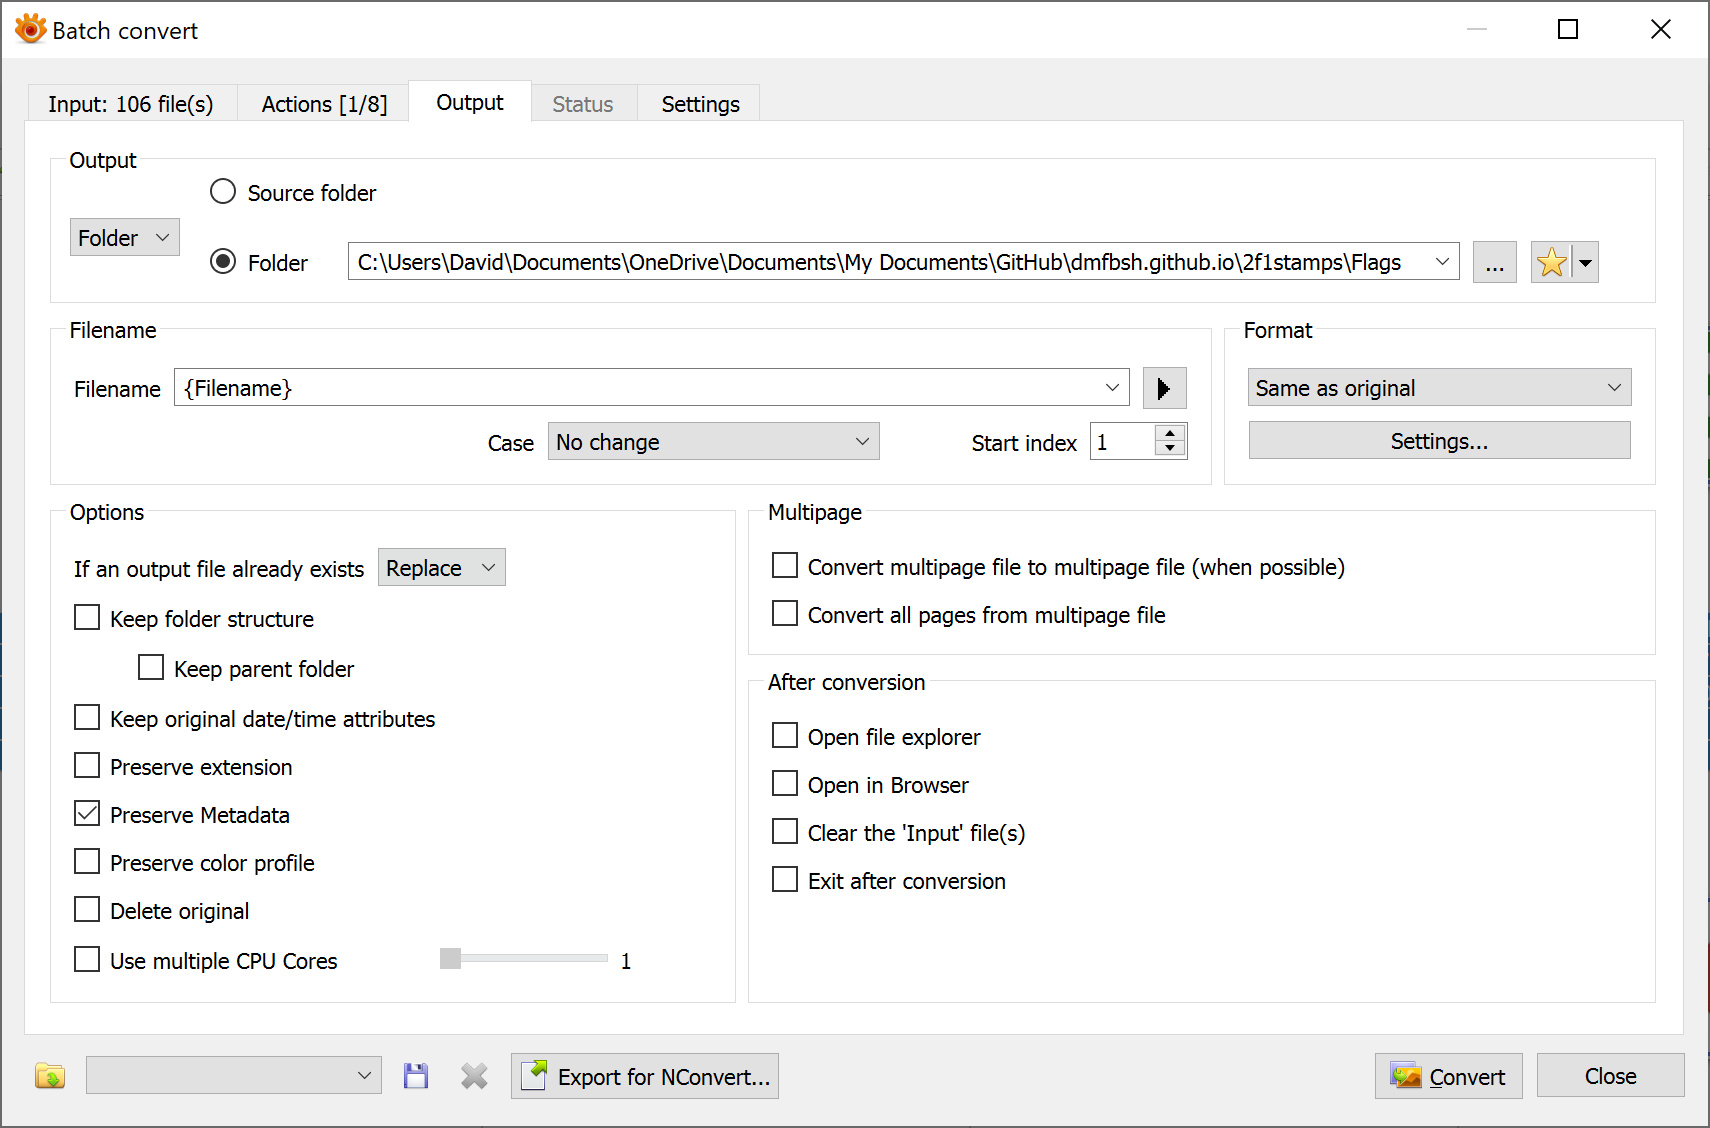 Batch convert
Input: 106 file(s) Actions [1/8] Output Status Settings
Output
Source folder
Folder
Folder C:\Users\David\Documents\OneDrive\Documents\My Documents\GitHub\dmfbsh.github.io\2f1stamps\Flags ...
Filename
Filename {Filename}
Case No change Start index 1
Format
Same as original
Settings...
Options
If an output file already exists Replace
Keep folder structure
Keep parent folder
Keep original date/time attributes
Preserve extension
Preserve Metadata
Preserve color profile
Delete original
Use multiple CPU Cores 1
Multipage
Convert multipage file to multipage file (when possible)
Convert all pages from multipage file
After conversion
Open file explorer
Open in Browser
Clear the 'Input' file(s)
Exit after conversion
Export for NConvert... Convert Close